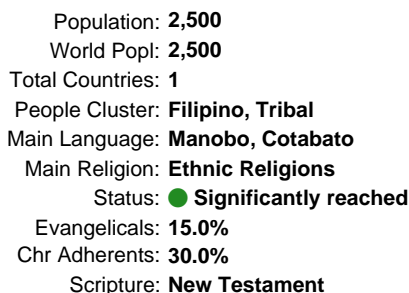 Population: 2,500
World Popl: 2,500
Total Countries: 1
People Cluster: Filipino, Tribal
Main Language: Manobo, Cotabato
Main Religion: Ethnic Religions
Status: Significantly reached
Evangelicals: 15.0%
Chr Adherents: 30.0%
Scripture: New Testament